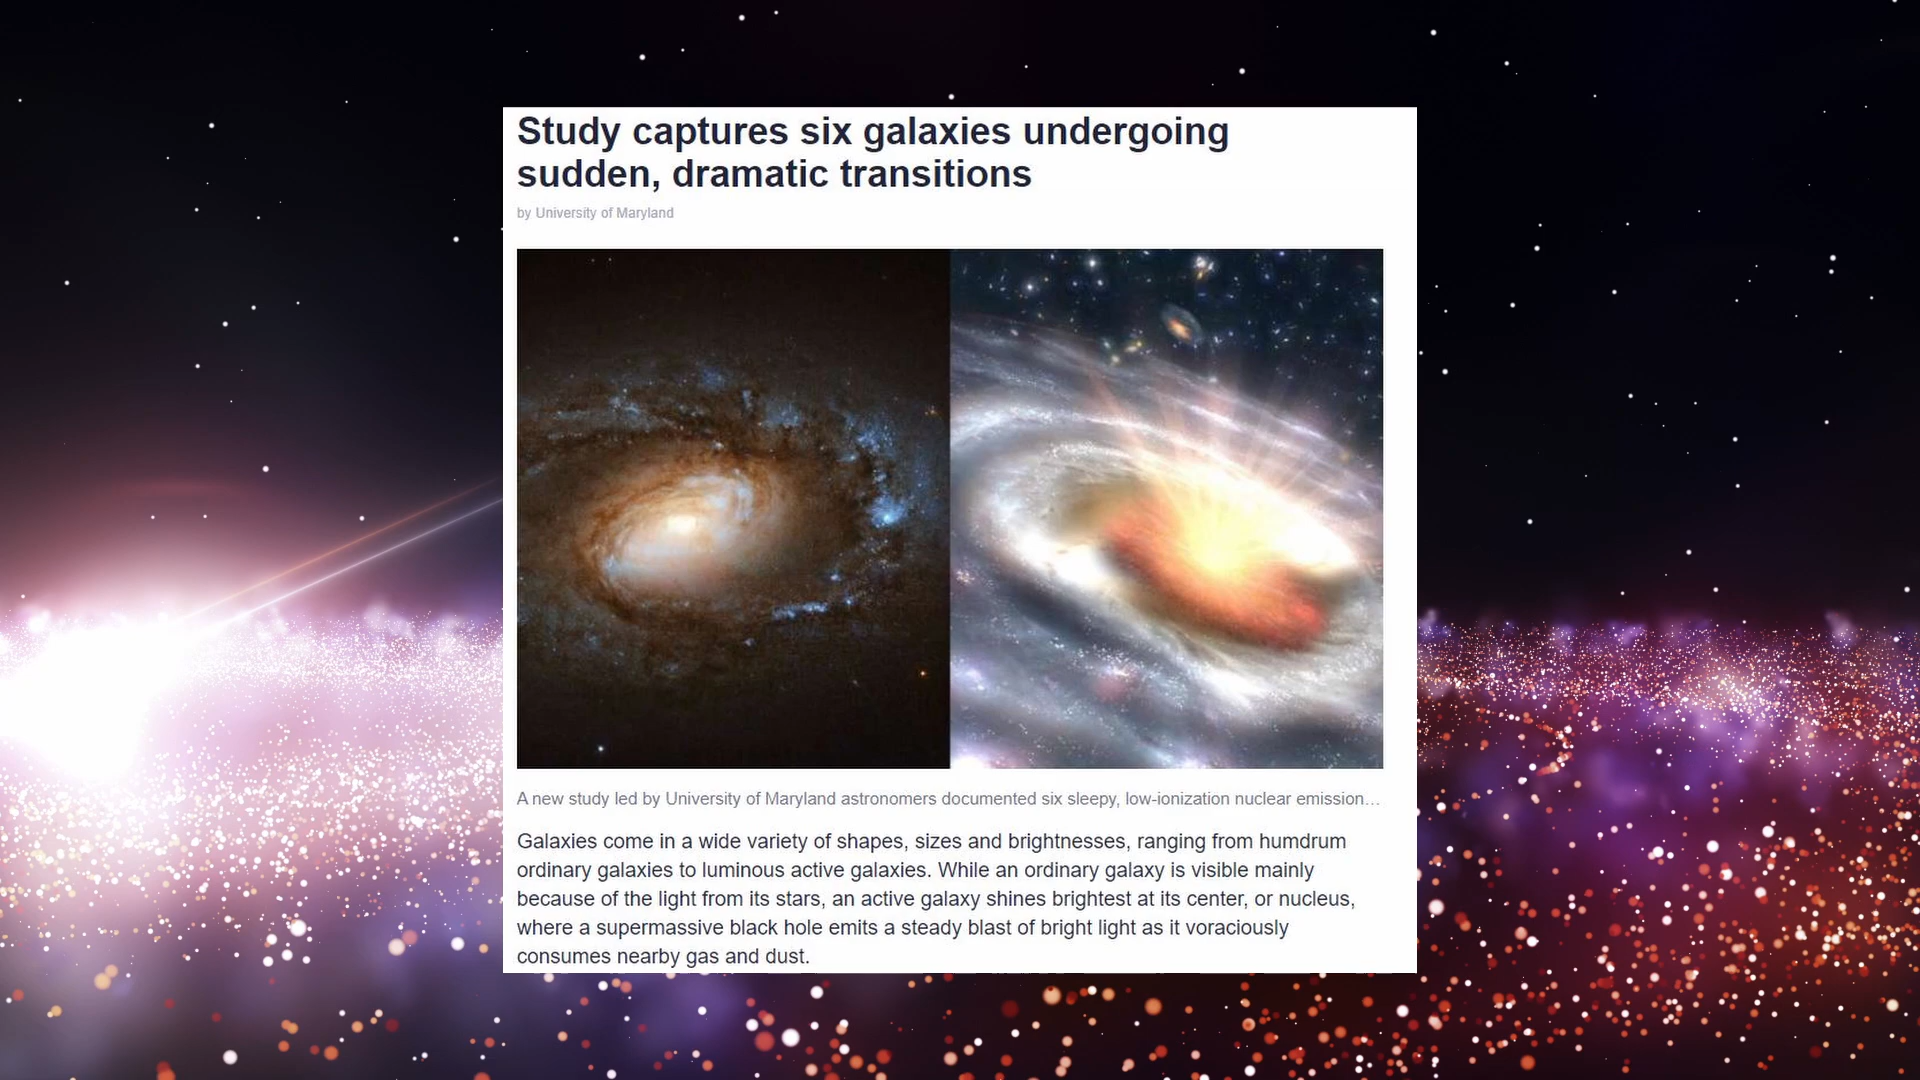 Study captures six galaxies undergoing
sudden, dramatic transitions
by University of Maryland
A new study led by University of Maryland astronomers documented six sleepy, low-ionization nuclear emission...
Galaxies come in a wide variety of shapes, sizes and brightnesses, ranging from humdrum
ordinary galaxies to luminous active galaxies. While an ordinary galaxy is visible mainly
because of the light from its stars, an active galaxy shines brightest at its center, or nucleus,
where a supermassive black hole emits a steady blast of bright light as it voraciously
consumes nearby gas and dust.